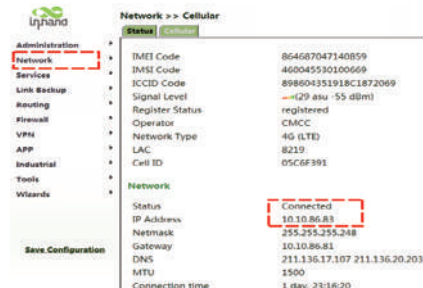 inhand
Network >> Cellular
Status Cellular
Administration
Network
Services
Link Backup
Routing
Firewall
VPN
APP
Industrial
Tools
Wizards
Save Configuration
IMEI Code 864687047140859
IMSI Code 460045530100669
ICCID Code 898604351918C1872069
Signal Level (29 asu -55 dBm)
Register Status registered
Operator CMCC
Network Type 4G (LTE)
LAC 8219
Cell ID 05C6F391
Network
Status Connected
IP Address 10.10.86.83
Netmask 255.255.255.248
Gateway 10.10.86.81
DNS 211.136.17.107 211.136.20.203
MTU 1500
Connection time 1 day, 23:16:20